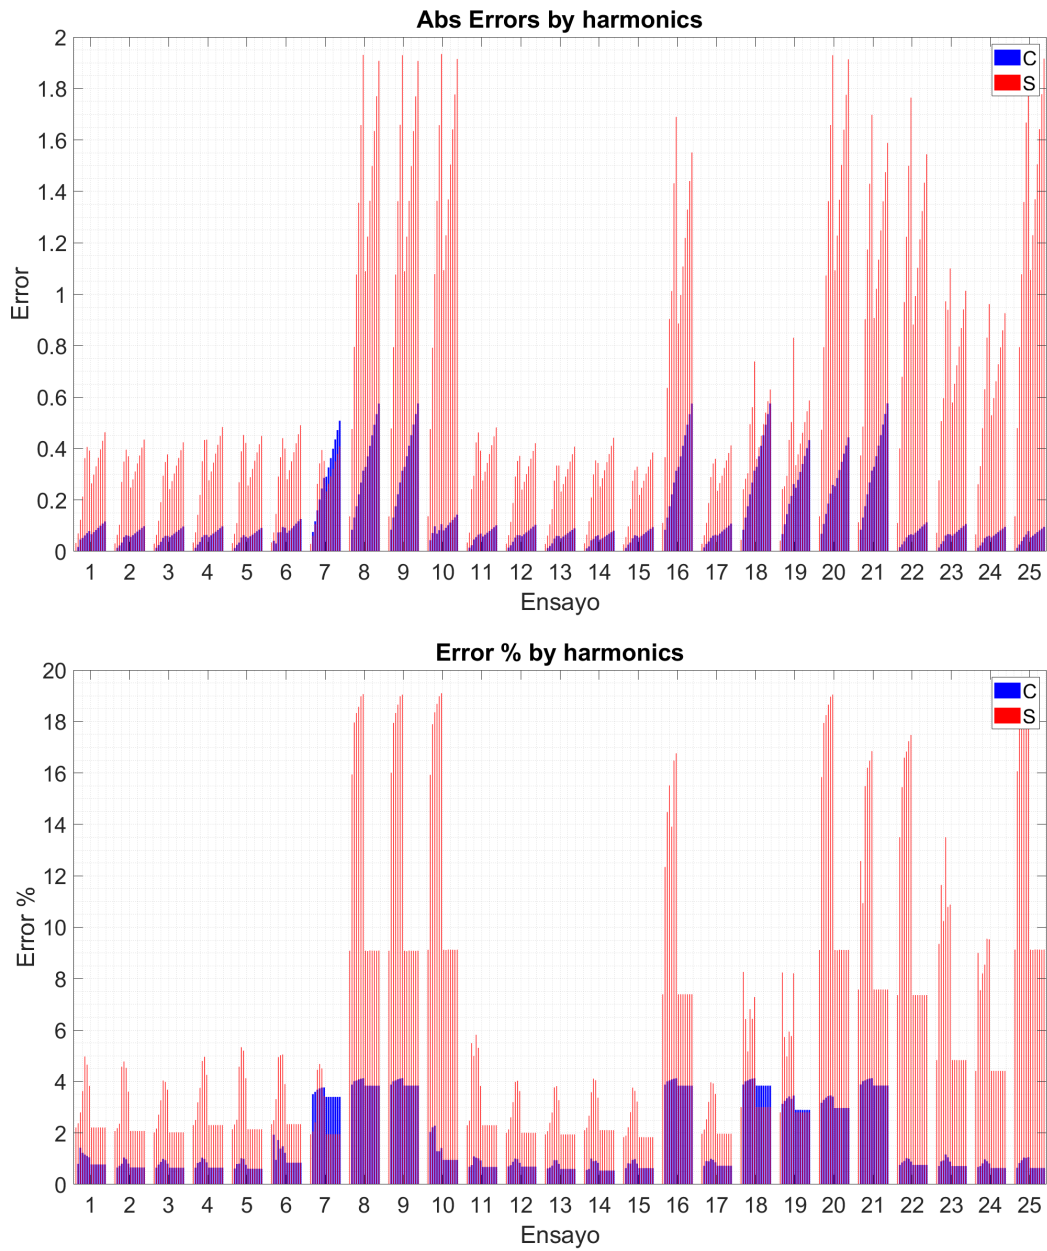 Abs Errors by harmonics
2
1.8
1.6
1.4
1.2
1
0.8
0.6
0.4
0.2
0
Error
C
S
1 2 3 4 5 6 7 8 9 10 11 12 13 14 15 16 17 18 19 20 21 22 23 24 25
Ensayo
Error % by harmonics
20
18
16
14
12
10
8
6
4
2
0
Error %
C
S
1 2 3 4 5 6 7 8 9 10 11 12 13 14 15 16 17 18 19 20 21 22 23 24 25
Ensayo